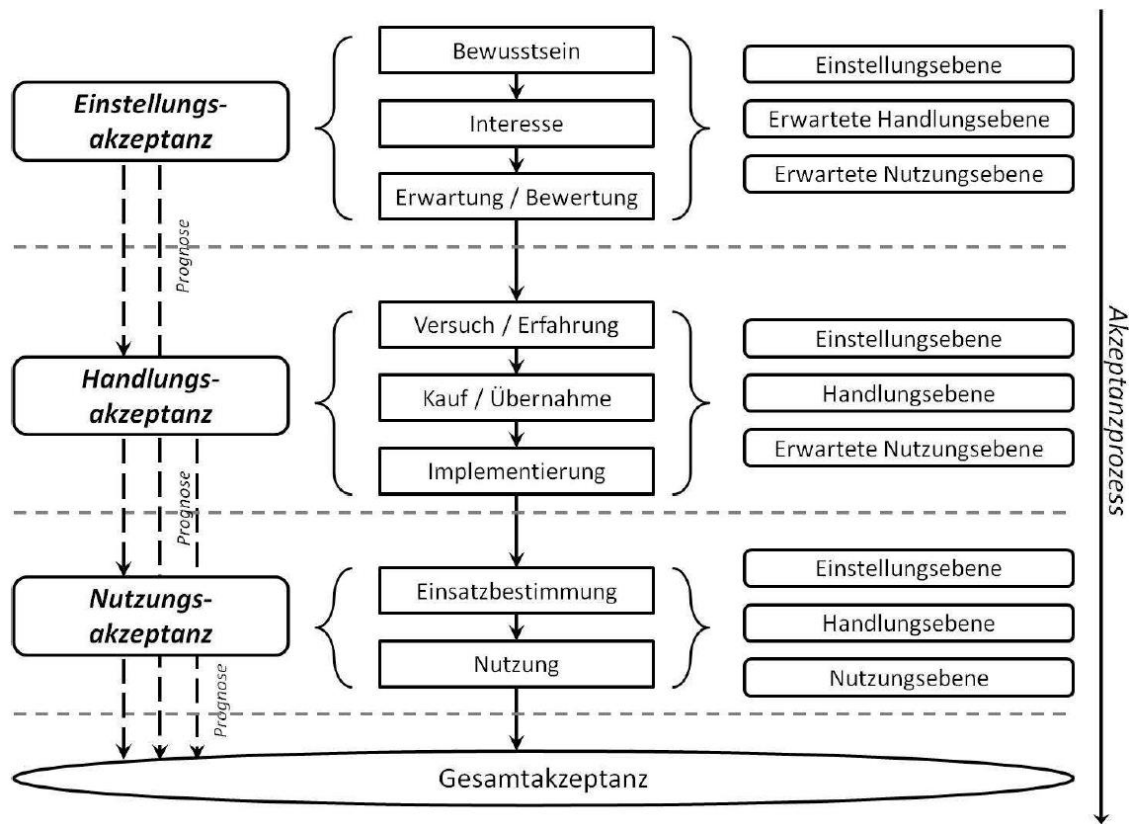 Einstellungs-
akzeptanz
Bewusstsein
Interesse
Erwartung / Bewertung
Einstellungsebene
Erwartete Handlungsebene
Erwartete Nutzungsebene
Prognose
Handlungs-
akzeptanz
Versuch / Erfahrung
Kauf / Übernahme
Implementierung
Einstellungsebene
Handlungsebene
Erwartete Nutzungsebene
Prognose
Nutzungs-
akzeptanz
Einsatzbestimmung
Nutzung
Einstellungsebene
Handlungsebene
Nutzungsebene
Prognose
Gesamtakzeptanz
Akzeptanzprozess